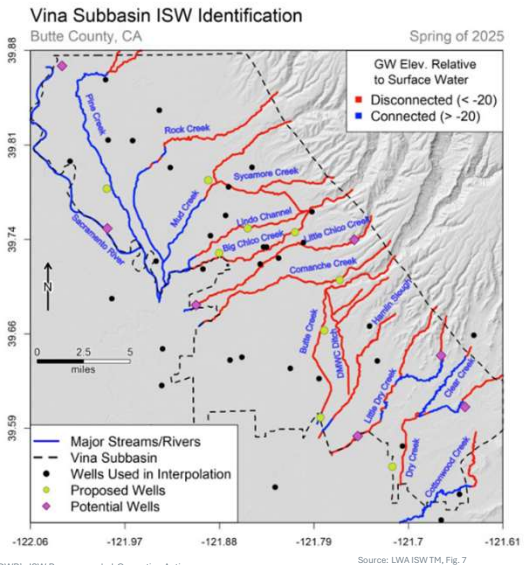 Vina Subbasin ISW Identification
Butte County, CA
Spring of 2025
GW Elev. Relative
to Surface Water
Disconnected (< -20)
Connected (> -20)
39.88
39.81
39.74
39.66
39.59
Pine Creek
Rock Creek
Mud Creek
Sycamore Creek
Sacramento River
Lindo Channel
Big Chico Creek
Little Chico Creek
Comanche Creek
N
0 2.5 5
miles
Butte Creek
DMWC Ditch
Hamlin Slough
Little Dry Creek
Clear Creek
Dry Creek
Cottonwood Creek
Major Streams/Rivers
Vina Subbasin
Wells Used in Interpolation
Proposed Wells
Potential Wells
-122.06 -121.97 -121.88 -121.79 -121.7 -121.61
Source: LWA ISW TM, Fig. 7